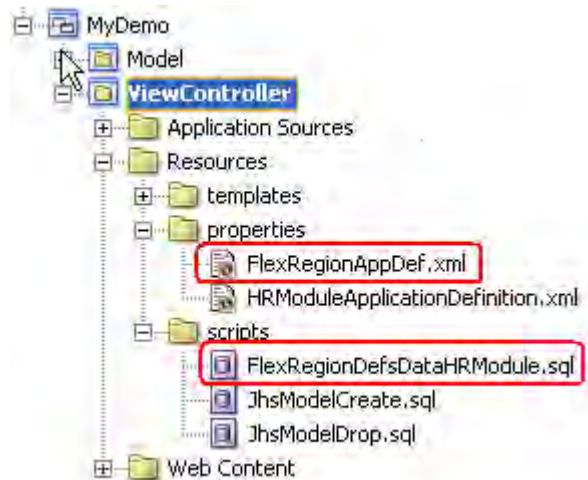 MyDemo
Model
ViewController
Application Sources
Resources
templates
properties
FlexRegionAppDef.xml
HRModuleApplicationDefinition.xml
scripts
FlexRegionDefsDataHRModule.sql
JhsModelCreate.sql
JhsModelDrop.sql
Web Content